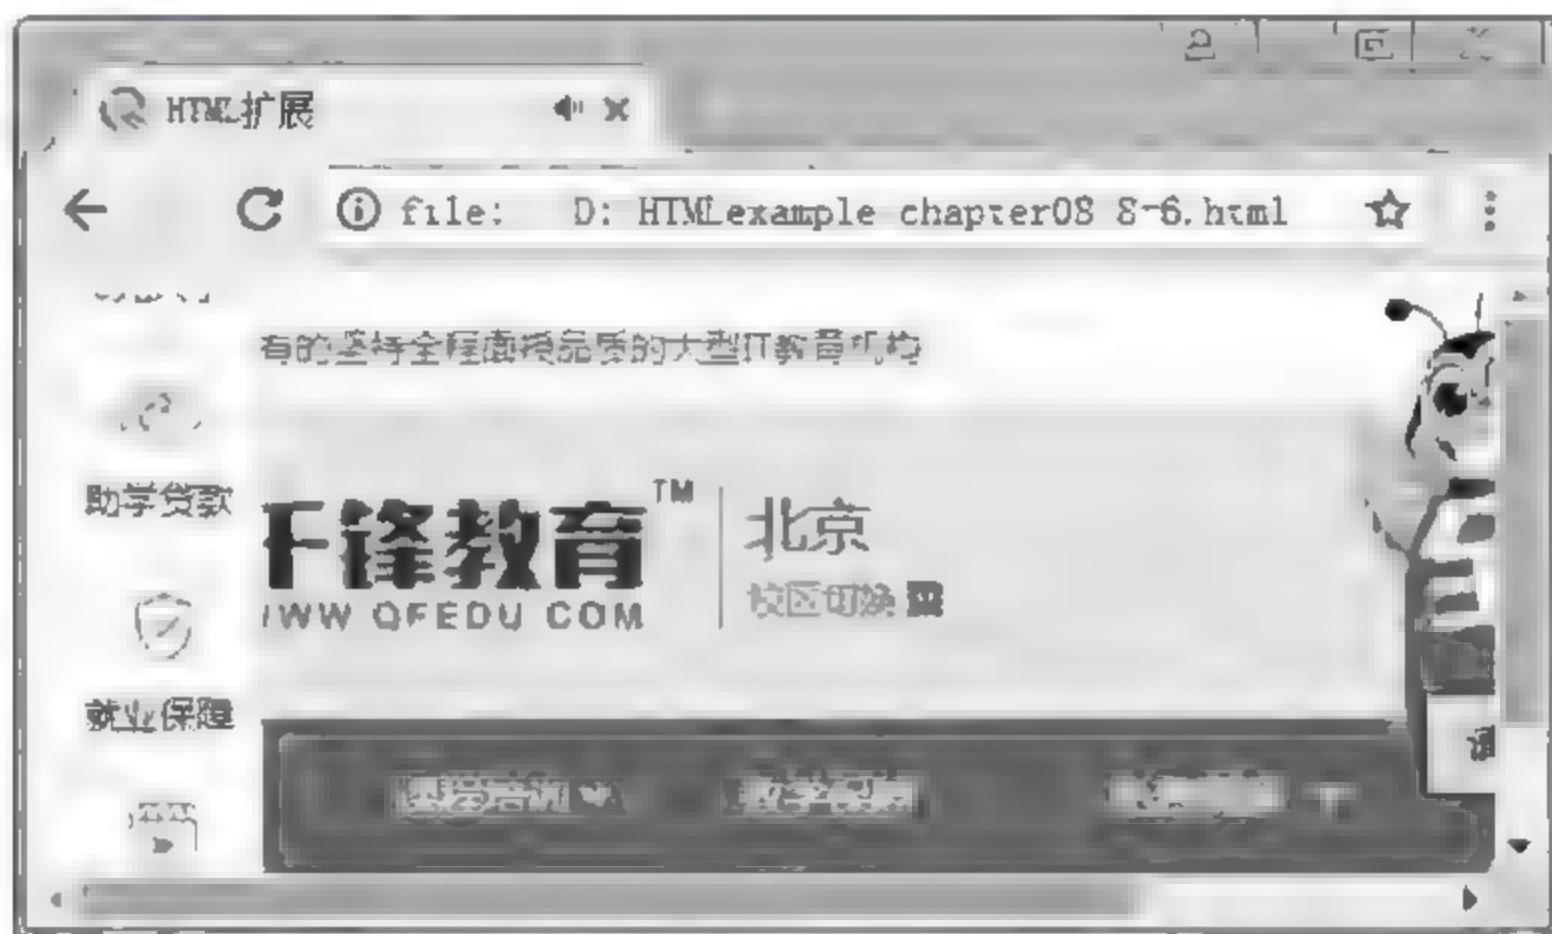 HTML扩展
file: D: HTMLexample chapter08 8-6.html
有的坚持全程面授品质的大型IT教育机构
助学贷款
千锋教育™
WWW QFEDU COM
北京
校区切换
就业保障